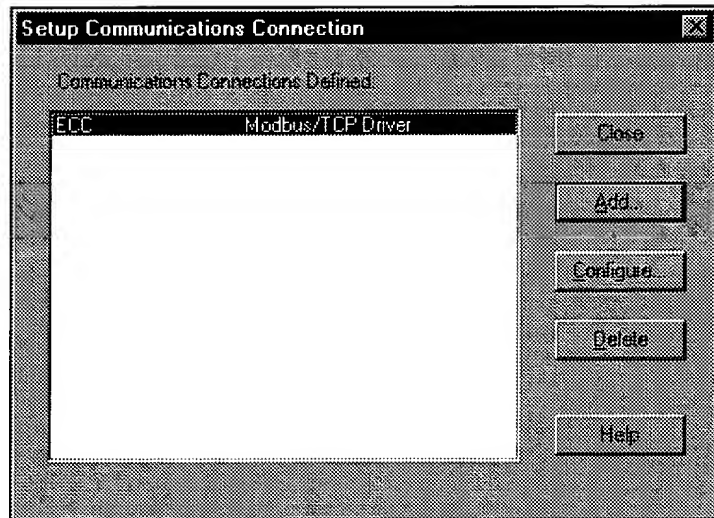 Setup Communications Connection
Communications Connections Defined:
ECC Modbus/TCP Driver
Close
Add...
Configure...
Delete
Help